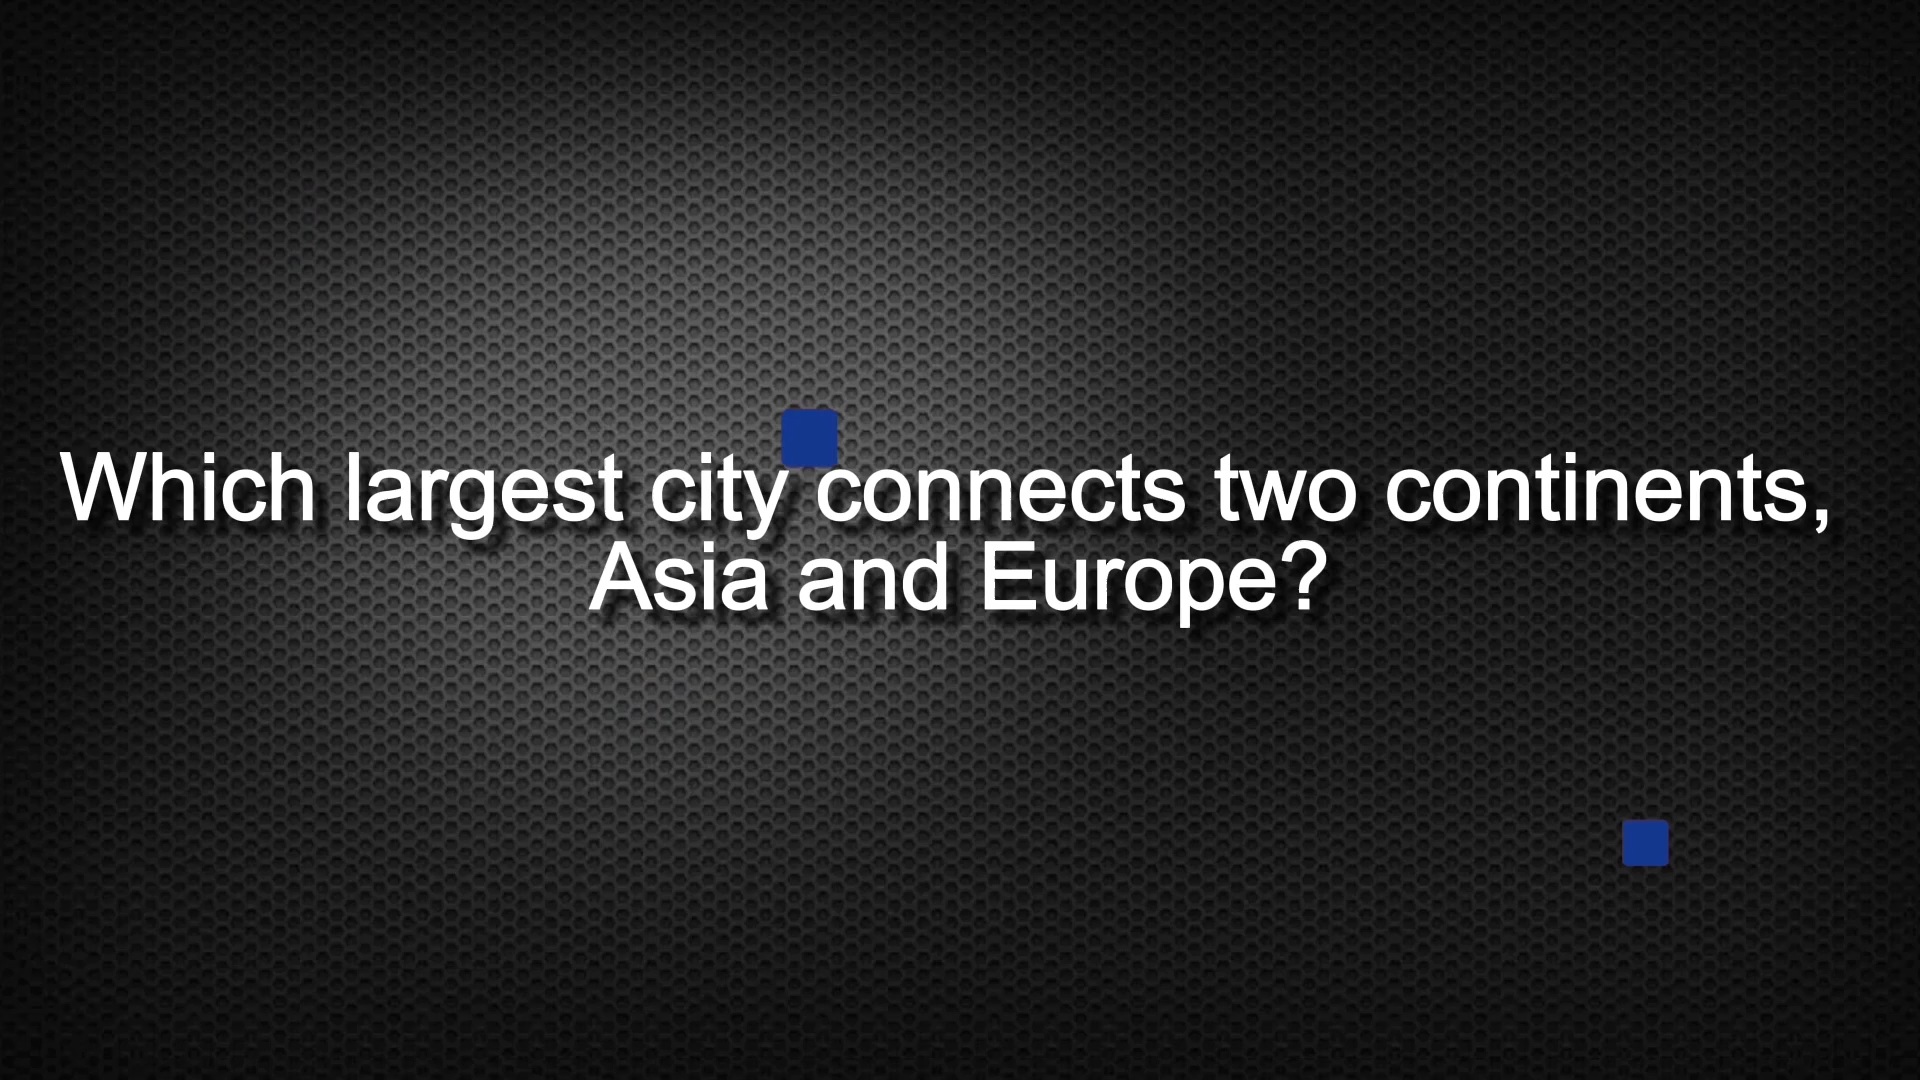 Which largest city connects two continents,
Asia and Europe?